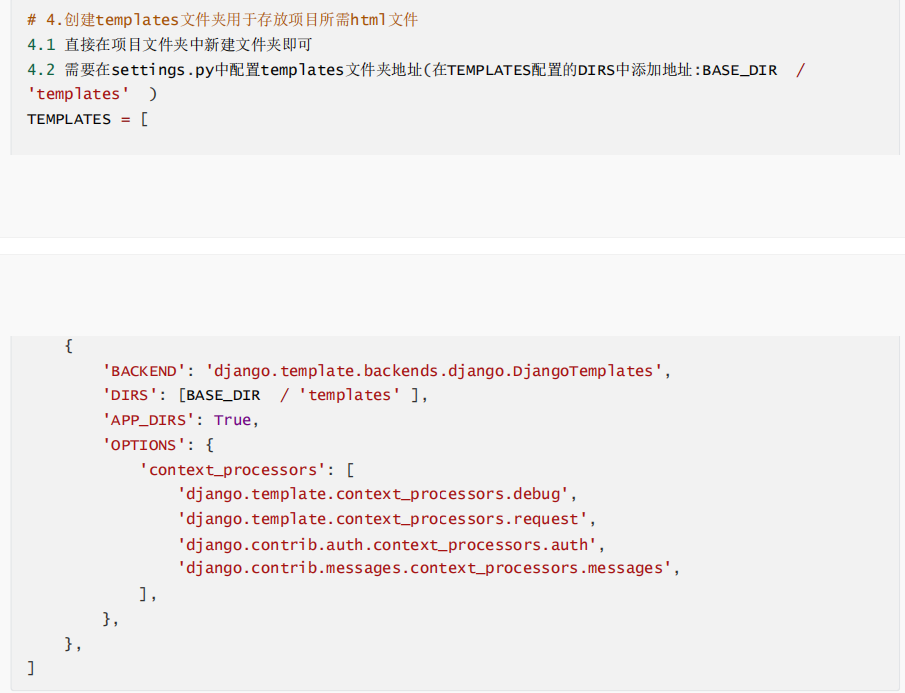 # 4.创建templates文件夹用于存放项目所需html文件
4.1 直接在项目文件夹中新建文件夹即可
4.2 需要在settings.py中配置templates文件夹地址(在TEMPLATES配置的DIRS中添加地址:BASE_DIR  /
'templates'  )
TEMPLATES = [
    {
        'BACKEND': 'django.template.backends.django.DjangoTemplates',
        'DIRS': [BASE_DIR  / 'templates' ],
        'APP_DIRS': True,
        'OPTIONS': {
            'context_processors': [
                'django.template.context_processors.debug',
                'django.template.context_processors.request',
                'django.contrib.auth.context_processors.auth',
                'django.contrib.messages.context_processors.messages',
            ],
        },
    },
]